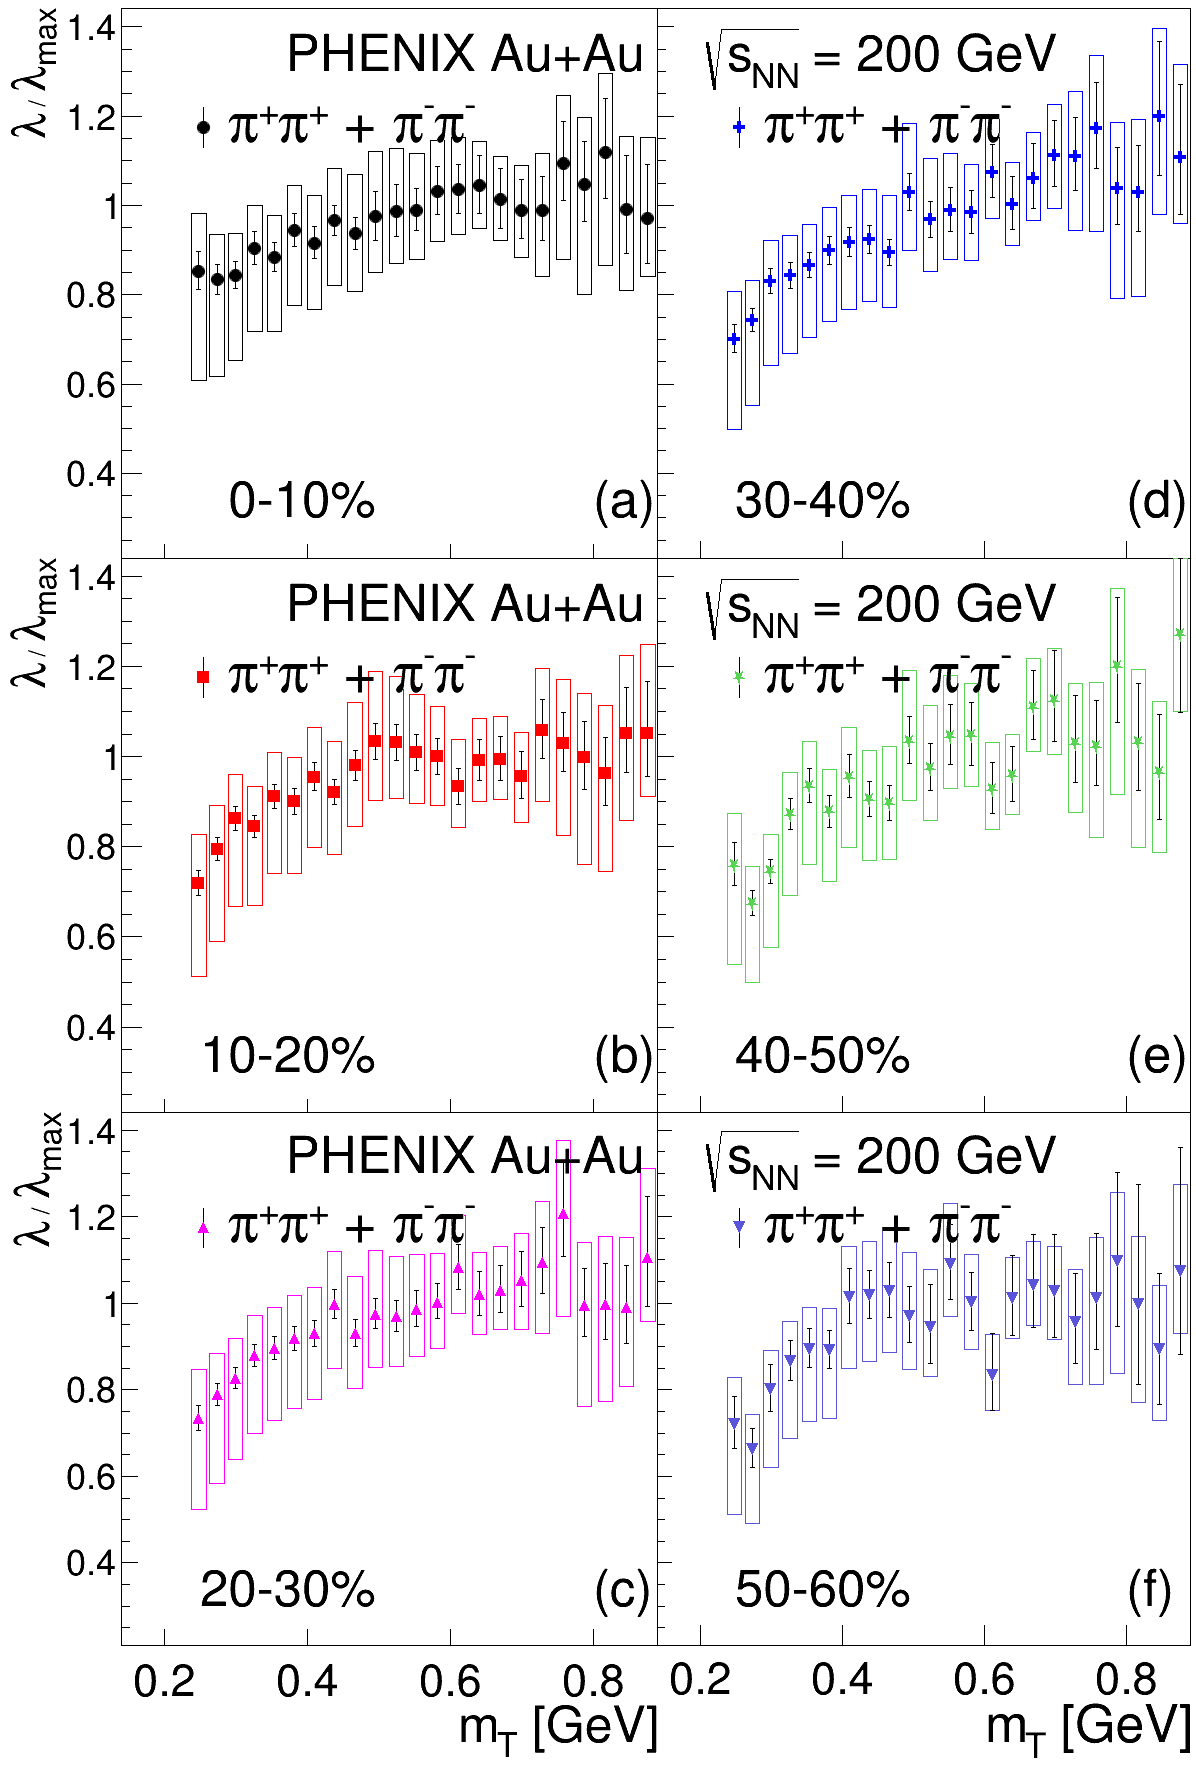 λ / λmax
1.4
1.2
1
0.8
0.6
0.4
PHENIX Au+Au
π⁺π⁺ + π⁻π⁻
0-10%
(a)
√sNN = 200 GeV
π⁺π⁺ + π⁻π⁻
30-40%
(d)
λ / λmax
1.4
1.2
1
0.8
0.6
0.4
PHENIX Au+Au
π⁺π⁺ + π⁻π⁻
10-20%
(b)
√sNN = 200 GeV
π⁺π⁺ + π⁻π⁻
40-50%
(e)
λ / λmax
1.4
1.2
1
0.8
0.6
0.4
PHENIX Au+Au
π⁺π⁺ + π⁻π⁻
20-30%
(c)
√sNN = 200 GeV
π⁺π⁺ + π⁻π⁻
50-60%
(f)
0.2 0.4 0.6 0.8
mT [GeV]
0.2 0.4 0.6 0.8
mT [GeV]